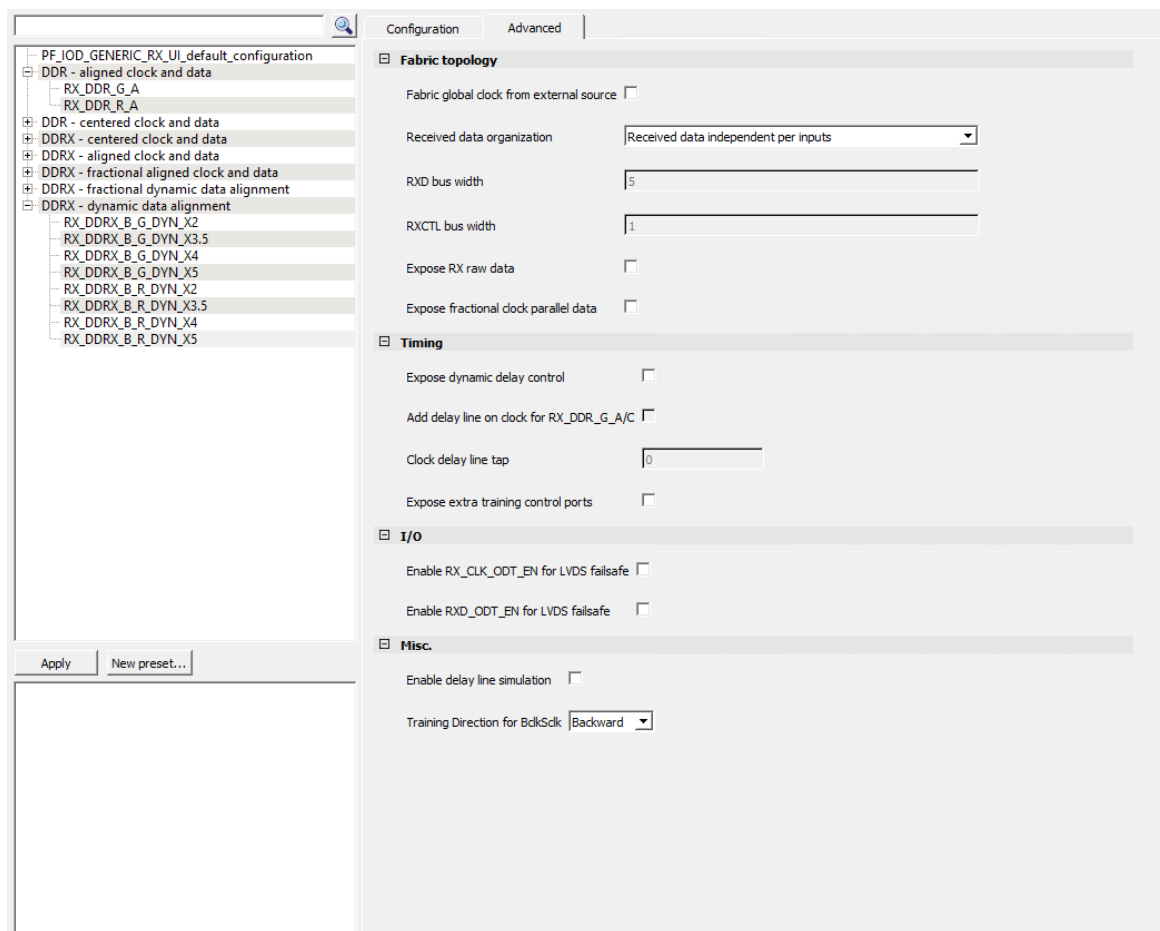 Configuration
Advanced
PF_IOD_GENERIC_RX_UI_default_configuration
DDR - aligned clock and data
RX_DDR_G_A
RX_DDR_R_A
DDR - centered clock and data
DDRX - centered clock and data
DDRX - aligned clock and data
DDRX - fractional aligned clock and data
DDRX - fractional dynamic data alignment
DDRX - dynamic data alignment
RX_DDRX_B_G_DYN_X2
RX_DDRX_B_G_DYN_X3.5
RX_DDRX_B_G_DYN_X4
RX_DDRX_B_G_DYN_X5
RX_DDRX_B_R_DYN_X2
RX_DDRX_B_R_DYN_X3.5
RX_DDRX_B_R_DYN_X4
RX_DDRX_B_R_DYN_X5
Apply
New preset...
Fabric topology
Fabric global clock from external source
Received data organization Received data independent per inputs
RXD bus width 5
RXCTL bus width 1
Expose RX raw data
Expose fractional clock parallel data
Timing
Expose dynamic delay control
Add delay line on clock for RX_DDR_G_A/C
Clock delay line tap 0
Expose extra training control ports
I/O
Enable RX_CLK_ODT_EN for LVDS failsafe
Enable RXD_ODT_EN for LVDS failsafe
Misc.
Enable delay line simulation
Training Direction for BclkSclk Backward